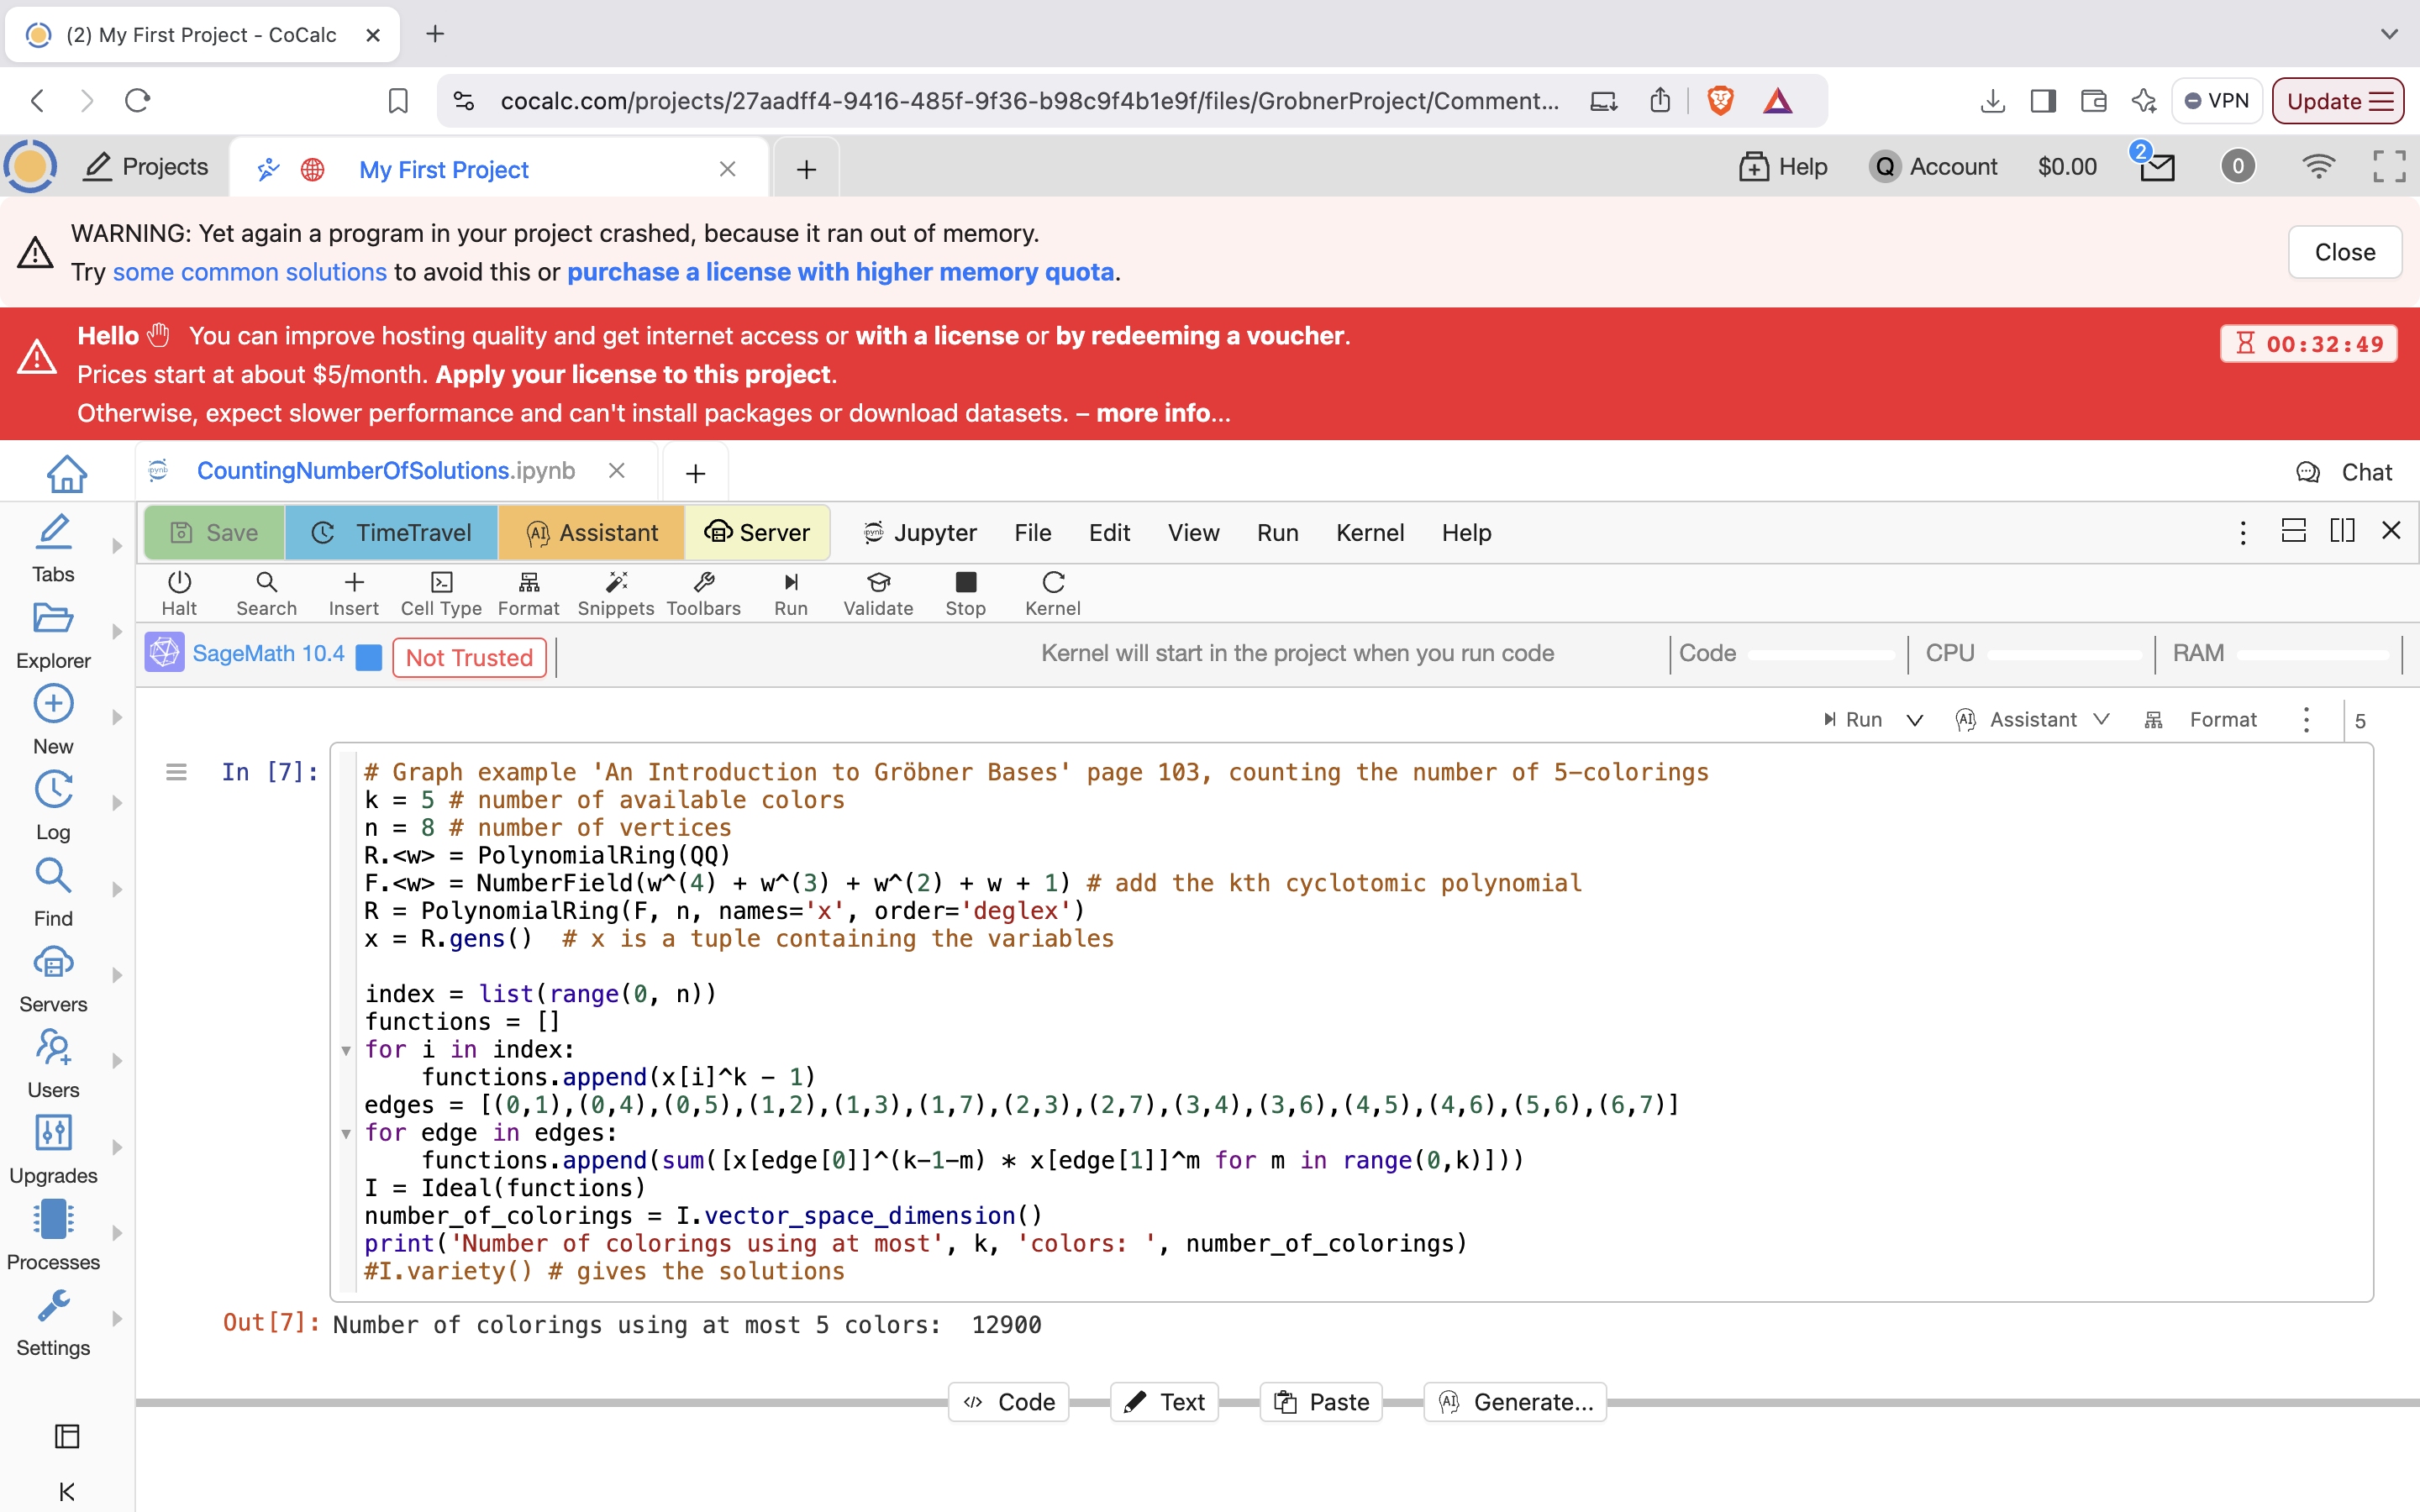 (2) My First Project - CoCalc
cocalc.com/projects/27aadff4-9416-485f-9f36-b98c9f4b1e9f/files/GrobnerProject/Comment...
VPN
Update
Projects
My First Project
Help
Q Account
$0.00
2
0
WARNING: Yet again a program in your project crashed, because it ran out of memory.
Try some common solutions to avoid this or purchase a license with higher memory quota.
Close
Hello You can improve hosting quality and get internet access or with a license or by redeeming a voucher.
Prices start at about $5/month. Apply your license to this project.
Otherwise, expect slower performance and can't install packages or download datasets. – more info...
00:32:49
CountingNumberOfSolutions.ipynb
Chat
Save
TimeTravel
AI Assistant
Server
Jupyter
File
Edit
View
Run
Kernel
Help
Halt
Search
Insert
Cell Type
Format
Snippets
Toolbars
Run
Validate
Stop
Kernel
SageMath 10.4
Not Trusted
Kernel will start in the project when you run code
Code
CPU
RAM
Tabs
Explorer
New
Log
Find
Servers
Users
Upgrades
Processes
Settings
Run
AI Assistant
Format
5
In [7]:
# Graph example 'An Introduction to Gröbner Bases' page 103, counting the number of 5-colorings
k = 5 # number of available colors
n = 8 # number of vertices
R.<w> = PolynomialRing(QQ)
F.<w> = NumberField(w^(4) + w^(3) + w^(2) + w + 1) # add the kth cyclotomic polynomial
R = PolynomialRing(F, n, names='x', order='deglex')
x = R.gens()  # x is a tuple containing the variables
index = list(range(0, n))
functions = []
for i in index:
    functions.append(x[i]^k - 1)
edges = [(0,1),(0,4),(0,5),(1,2),(1,3),(1,7),(2,3),(2,7),(3,4),(3,6),(4,5),(4,6),(5,6),(6,7)]
for edge in edges:
    functions.append(sum([x[edge[0]]^(k-1-m) * x[edge[1]]^m for m in range(0,k)]))
I = Ideal(functions)
number_of_colorings = I.vector_space_dimension()
print('Number of colorings using at most', k, 'colors: ', number_of_colorings)
#I.variety() # gives the solutions
Out[7]: Number of colorings using at most 5 colors:  12900
</> Code
Text
Paste
AI Generate...